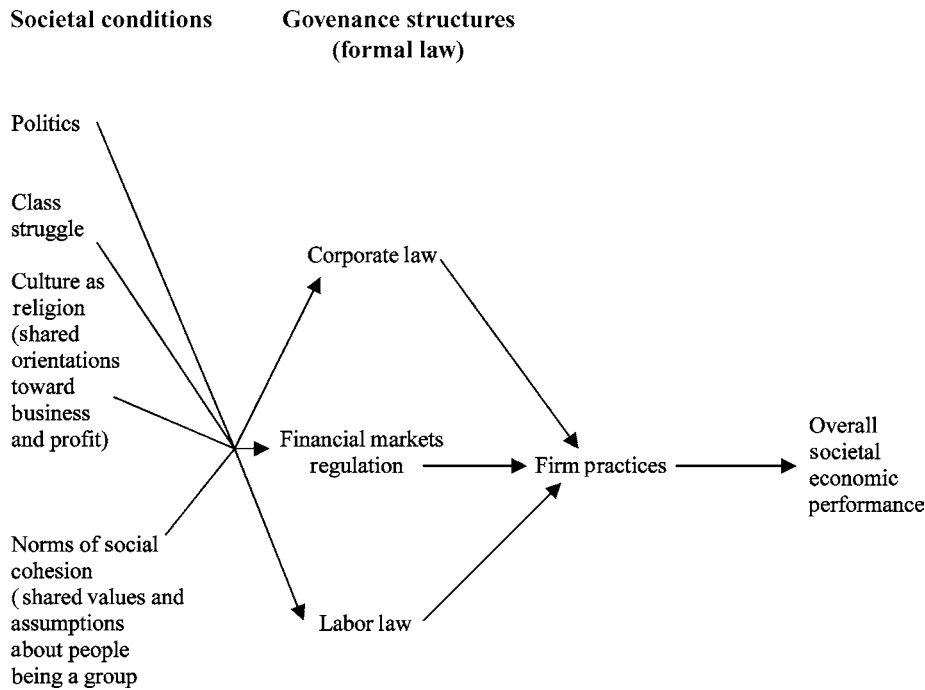 Societal conditions
Govenance structures
(formal law)
Politics
Class
struggle
Culture as
religion
(shared
orientations
toward
business
and profit)
Norms of social
cohesion
( shared values and
assumptions
about people
being a group
Corporate law
Financial markets
regulation
Labor law
Firm practices
Overall
societal
economic
performance